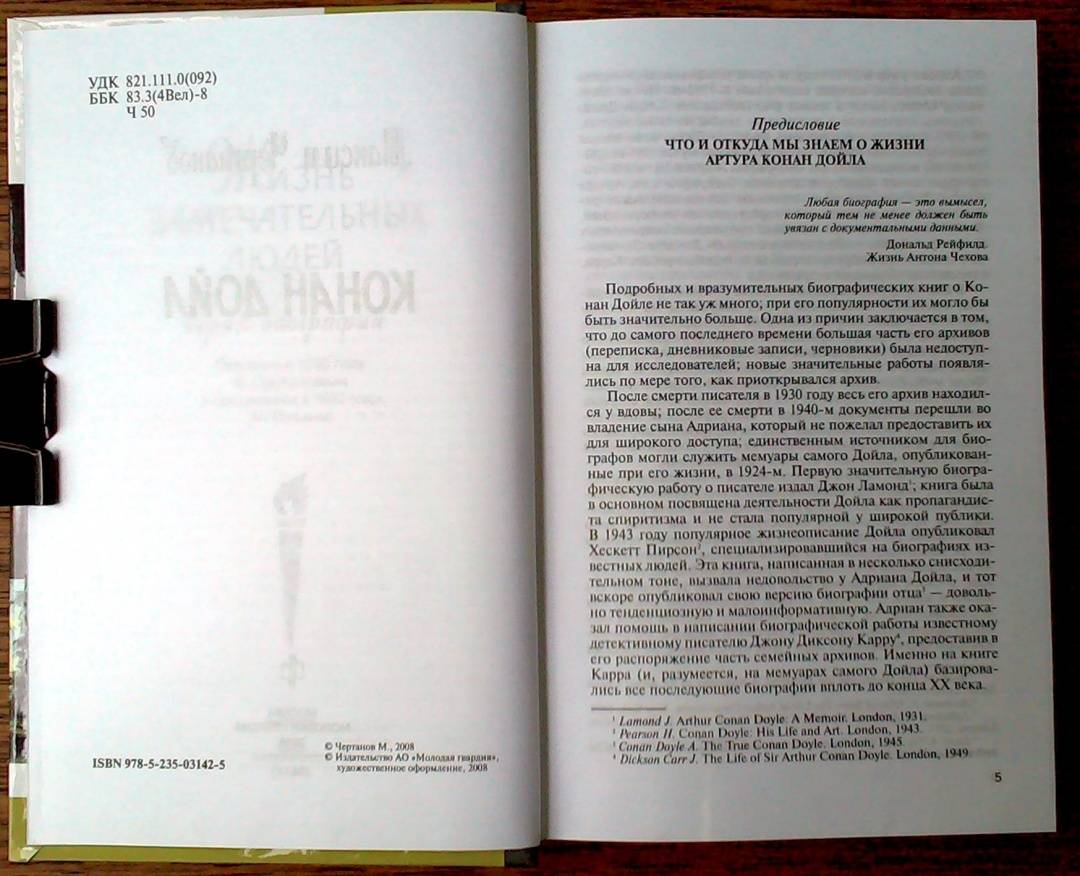 УДК 821.111.0(092)
ББК 83.3(4Вел)-8
Ч 50
КОНАН ДОЙЛ
ISBN 978-5-235-03142-5
© Чертанов М., 2008
© Издательство АО «Молодая гвардия»,
художественное оформление, 2008
Предисловие
ЧТО И ОТКУДА МЫ ЗНАЕМ О ЖИЗНИ
АРТУРА КОНАН ДОЙЛА
Любая биография — это вымысел,
который тем не менее должен быть
увязан с документальными данными.
Дональд Рейфилд.
Жизнь Антона Чехова
Подробных и вразумительных биографических книг о Ко-
нан Дойле не так уж много; при его популярности их могло бы
быть значительно больше. Одна из причин заключается в том,
что до самого последнего времени большая часть его архивов
(переписка, дневниковые записи, черновики) была недоступ-
на для исследователей; новые значительные работы появля-
лись по мере того, как приоткрывался архив.
После смерти писателя в 1930 году весь его архив находил-
ся у вдовы; после ее смерти в 1940-м документы перешли во
владение сына Адриана, который не пожелал предоставить их
для широкого доступа; единственным источником для био-
графов могли служить мемуары самого Дойла, опубликован-
ные при его жизни, в 1924-м. Первую значительную биогра-
фическую работу о писателе издал Джон Ламонд¹; книга была
в основном посвящена деятельности Дойла как пропагандис-
та спиритизма и не стала популярной у широкой публики.
В 1943 году популярное жизнеописание Дойла опубликовал
Хескетт Пирсон², специализировавшийся на биографиях из-
вестных людей. Эта книга, написанная в несколько снисходи-
тельном тоне, вызвала недовольство у Адриана Дойла, и тот
вскоре опубликовал свою версию биографии отца³ — доволь-
но тенденциозную и малоинформативную. Адриан также ока-
зал помощь в написании биографической работы известному
детективному писателю Джону Диксону Карру⁴, предоставив в
его распоряжение часть семейных архивов. Именно на книге
Карра (и, разумеется, на мемуарах самого Дойла) базирова-
лись все последующие биографии вплоть до конца XX века.
¹ Lamond J. Arthur Conan Doyle: A Memoir. London, 1931.
² Pearson H. Conan Doyle: His Life and Art. London, 1943.
³ Conan Doyle A. The True Conan Doyle. London, 1945.
⁴ Dickson Carr J. The Life of Sir Arthur Conan Doyle. London, 1949.
5